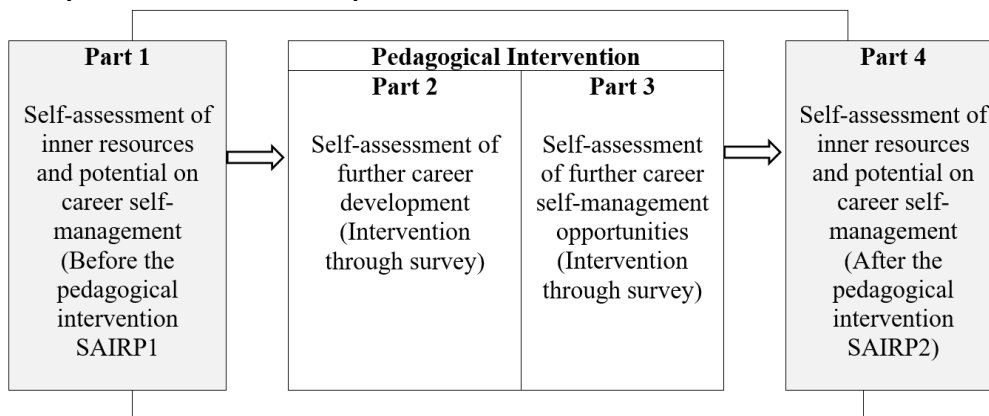 Part 1
Self-assessment of
inner resources
and potential on
career self-
management
(Before the
pedagogical
intervention
SAIRP1
Pedagogical Intervention
Part 2
Self-assessment of
further career
development
(Intervention
through survey)
Part 3
Self-assessment
of further career
self-management
opportunities
(Intervention
through survey)
Part 4
Self-assessment of
inner resources
and potential on
career self-
management
(After the
pedagogical
intervention
SAIRP2)